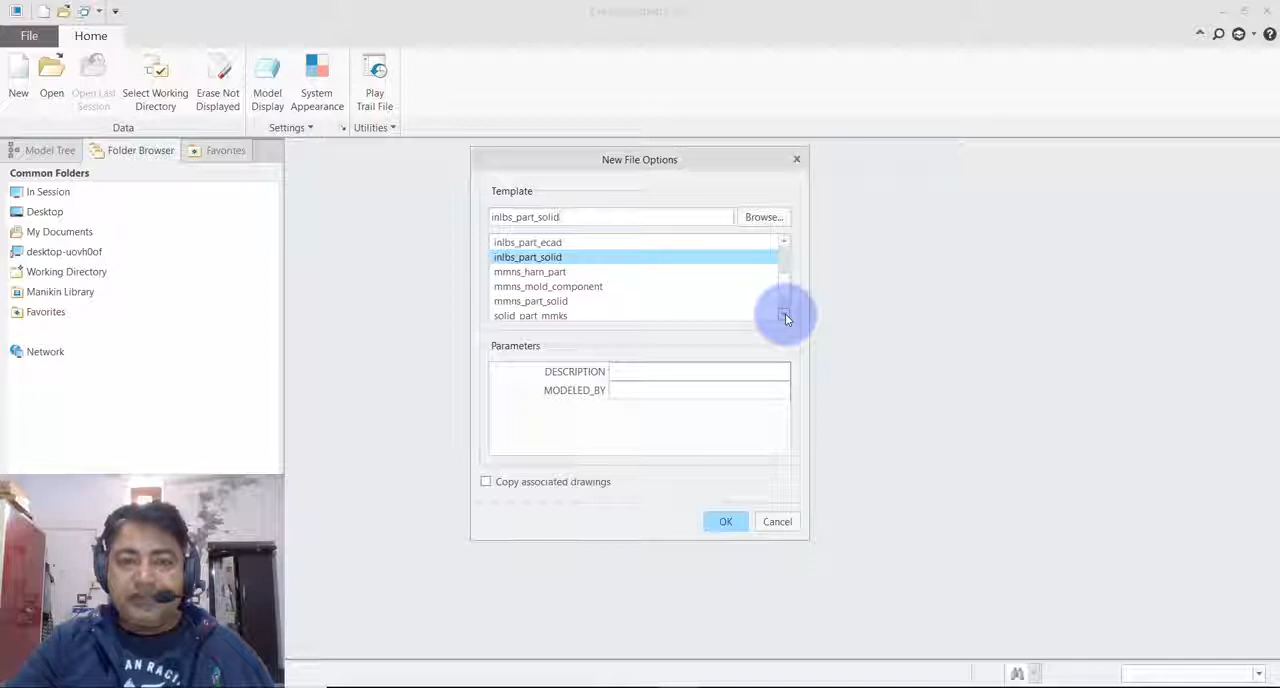 File
Home
New
Open
Open Last
Session
Select Working
Directory
Erase Not
Displayed
Model
Display
System
Appearance
Play
Trail File
Data
Settings
Utilities
Model Tree
Folder Browser
Favorites
Common Folders
In Session
Desktop
My Documents
desktop-uovh0of
Working Directory
Manikin Library
Favorites
Network
New File Options
Template
inlbs_part_solid
Browse...
inlbs_part_ecad
inlbs_part_solid
mmns_harn_part
mmns_mold_component
mmns_part_solid
solid_part_mmks
Parameters
DESCRIPTION
MODELED_BY
Copy associated drawings
OK
Cancel
AN RACI